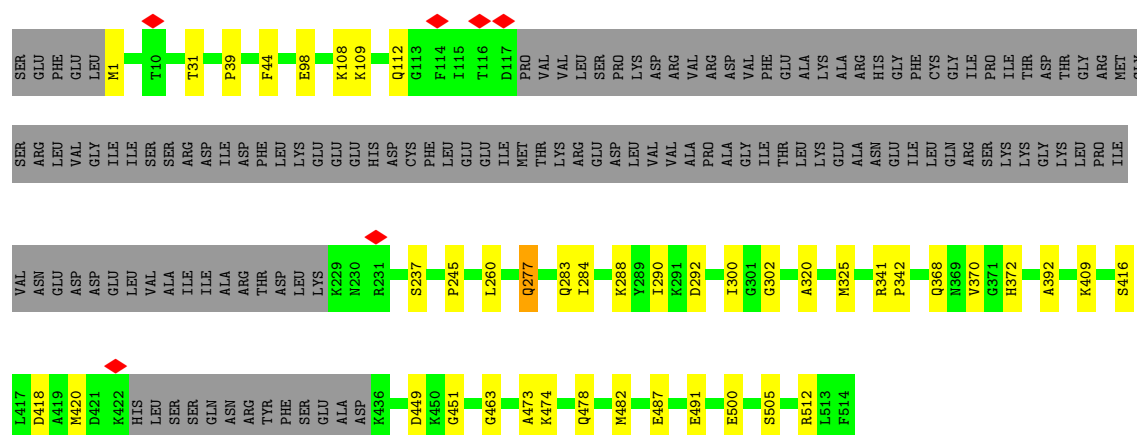 SER GLU PHE GLU LEU M1 T10 T31 P39 F44 E98 K108 K109 Q112 G113 F114 I115 T116 D117 PRO VAL VAL LEU SER PRO LYS ASP ARG VAL ARG ASP VAL PHE GLU ALA LYS ALA ARG HIS GLY PHE CYS GLY ILE PRO ILE THR ASP THR GLY ARG MET GLY
SER ARG LEU VAL GLY ILE ILE SER SER ARG ASP ILE ASP PHE LEU LYS GLU GLU GLU HIS ASP CYS PHE LEU GLU GLU ILE MET THR LYS ARG GLU ASP LEU VAL VAL ALA PRO ALA GLY ILE THR LEU LYS GLU ALA ASN GLU ILE LEU GLN ARG SER LYS LYS GLY LYS LEU PRO ILE
VAL ASN GLU ASP ASP GLU LEU VAL ALA ILE ILE ALA ARG THR ASP LEU LYS K229 N230 R231 S237 P245 L260 Q277 Q283 I284 K288 Y289 I290 K291 D292 I300 G301 G302 A320 M325 R341 P342 Q368 N369 V370 G371 H372 A392 K409 S416
L417 D418 A419 M420 D421 K422 HIS LEU SER SER GLN ASN ARG TYR PHE SER GLU ALA ASP K436 D449 K450 G451 G463 A473 K474 Q478 M482 E487 E491 E500 S505 R512 L513 F514